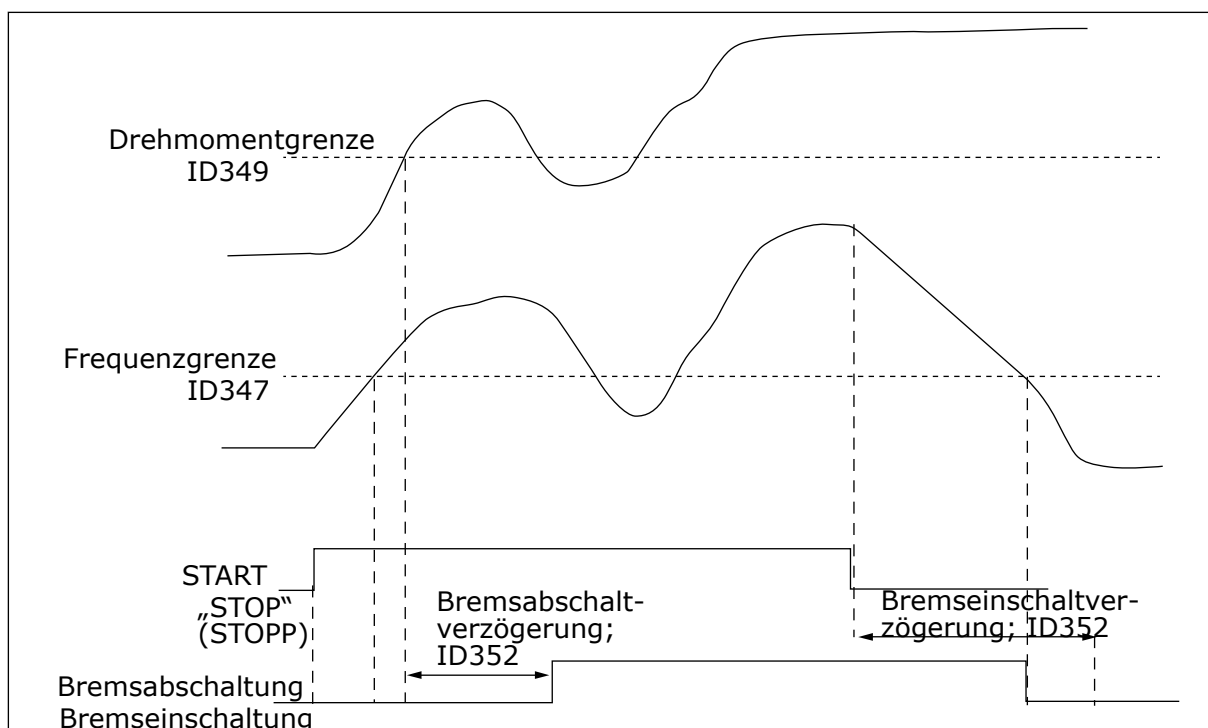 Drehmomentgrenze
ID349
Frequenzgrenze
ID347
START
„STOP“
(STOPP)
Bremsabschalt-
verzögerung;
ID352
Bremseinschaltver-
zögerung; ID352
Bremsabschaltung
Bremseinschaltung